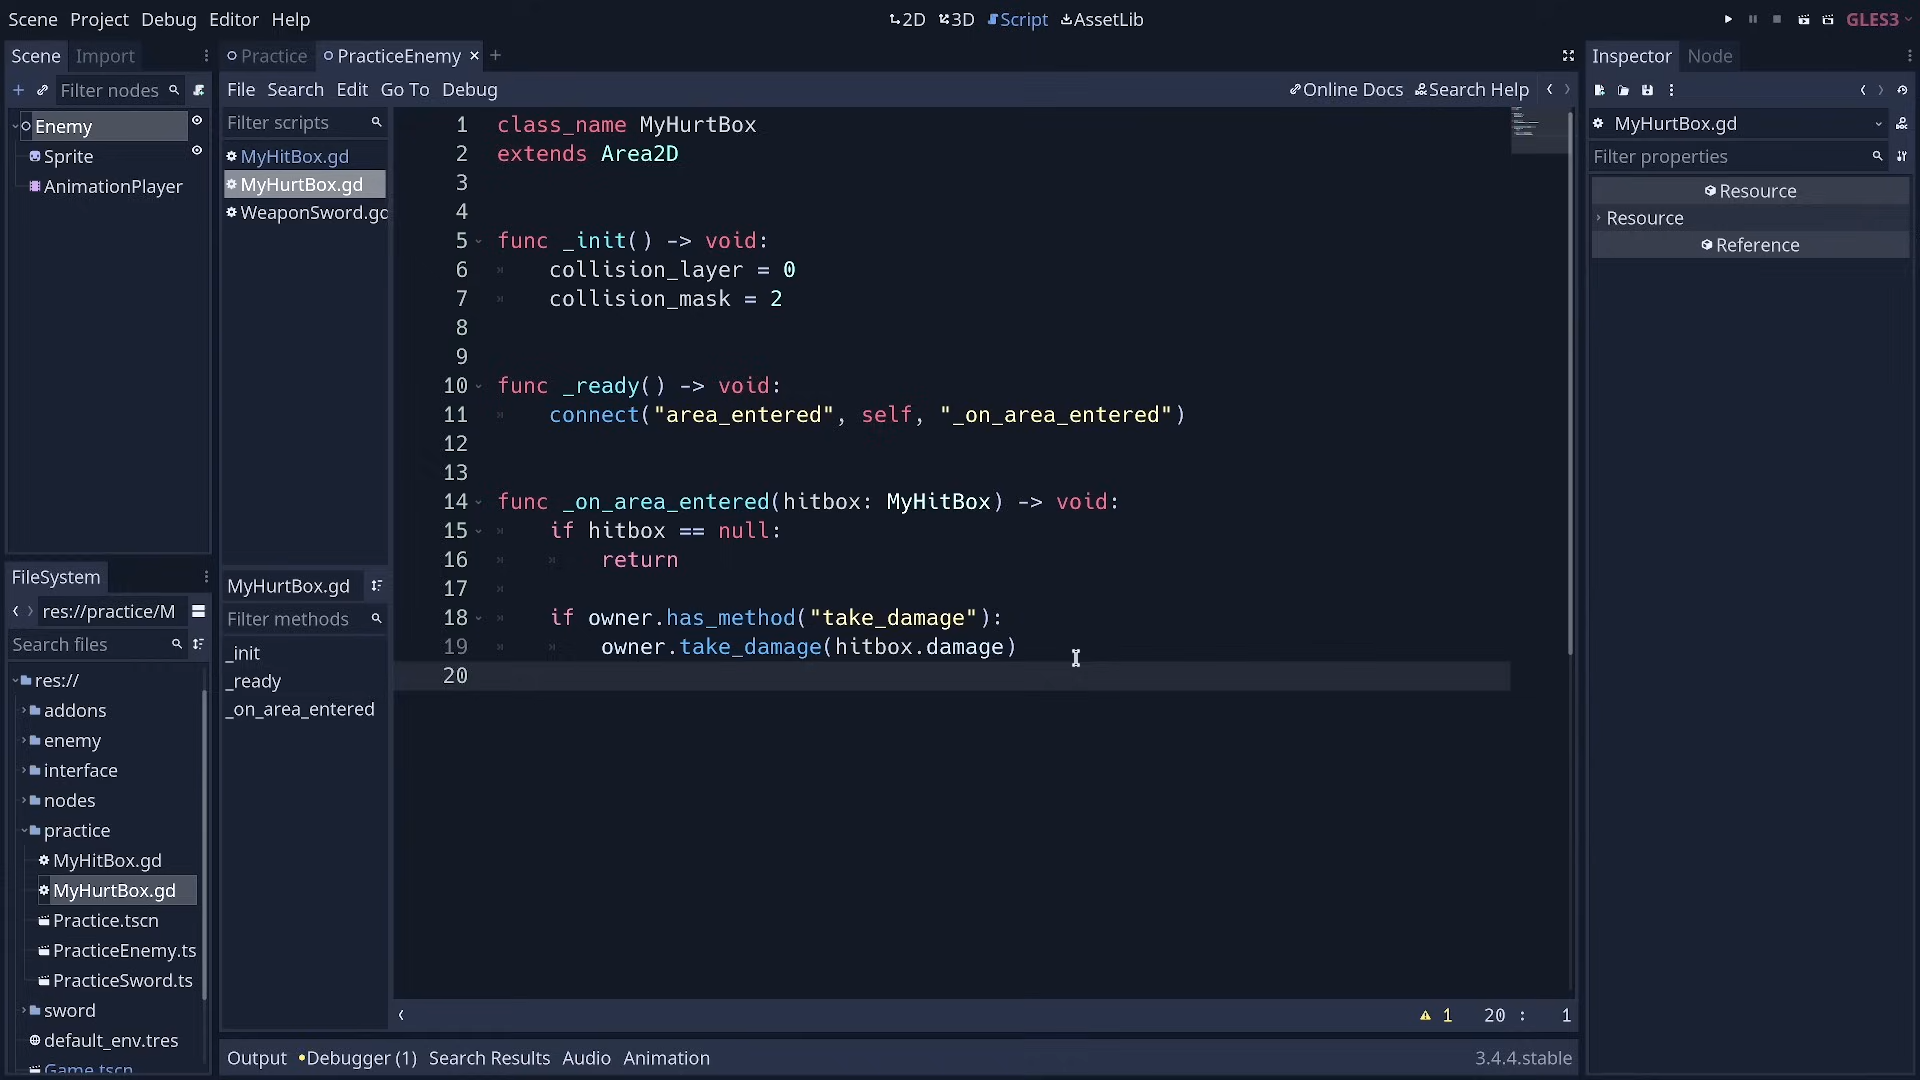 Scene Project Debug Editor Help
2D 3D Script AssetLib
GLES3
Scene Import
Filter nodes
Enemy
Sprite
AnimationPlayer
FileSystem
res://practice/M
Search files
res://
addons
enemy
interface
nodes
practice
MyHitBox.gd
MyHurtBox.gd
Practice.tscn
PracticeEnemy.ts
PracticeSword.ts
sword
default_env.tres
Game.tscn
Practice PracticeEnemy
File Search Edit Go To Debug
Online Docs Search Help
Filter scripts
MyHitBox.gd
MyHurtBox.gd
WeaponSword.gd
MyHurtBox.gd
Filter methods
_init
_ready
_on_area_entered
1 class_name MyHurtBox
2 extends Area2D
3
4
5 func _init() -> void:
6 collision_layer = 0
7 collision_mask = 2
8
9
10 func _ready() -> void:
11 connect("area_entered", self, "_on_area_entered")
12
13
14 func _on_area_entered(hitbox: MyHitBox) -> void:
15 if hitbox == null:
16 return
17
18 if owner.has_method("take_damage"):
19 owner.take_damage(hitbox.damage)
20
1 20 : 1
Output Debugger (1) Search Results Audio Animation
3.4.4.stable
Inspector Node
MyHurtBox.gd
Filter properties
Resource
Resource
Reference